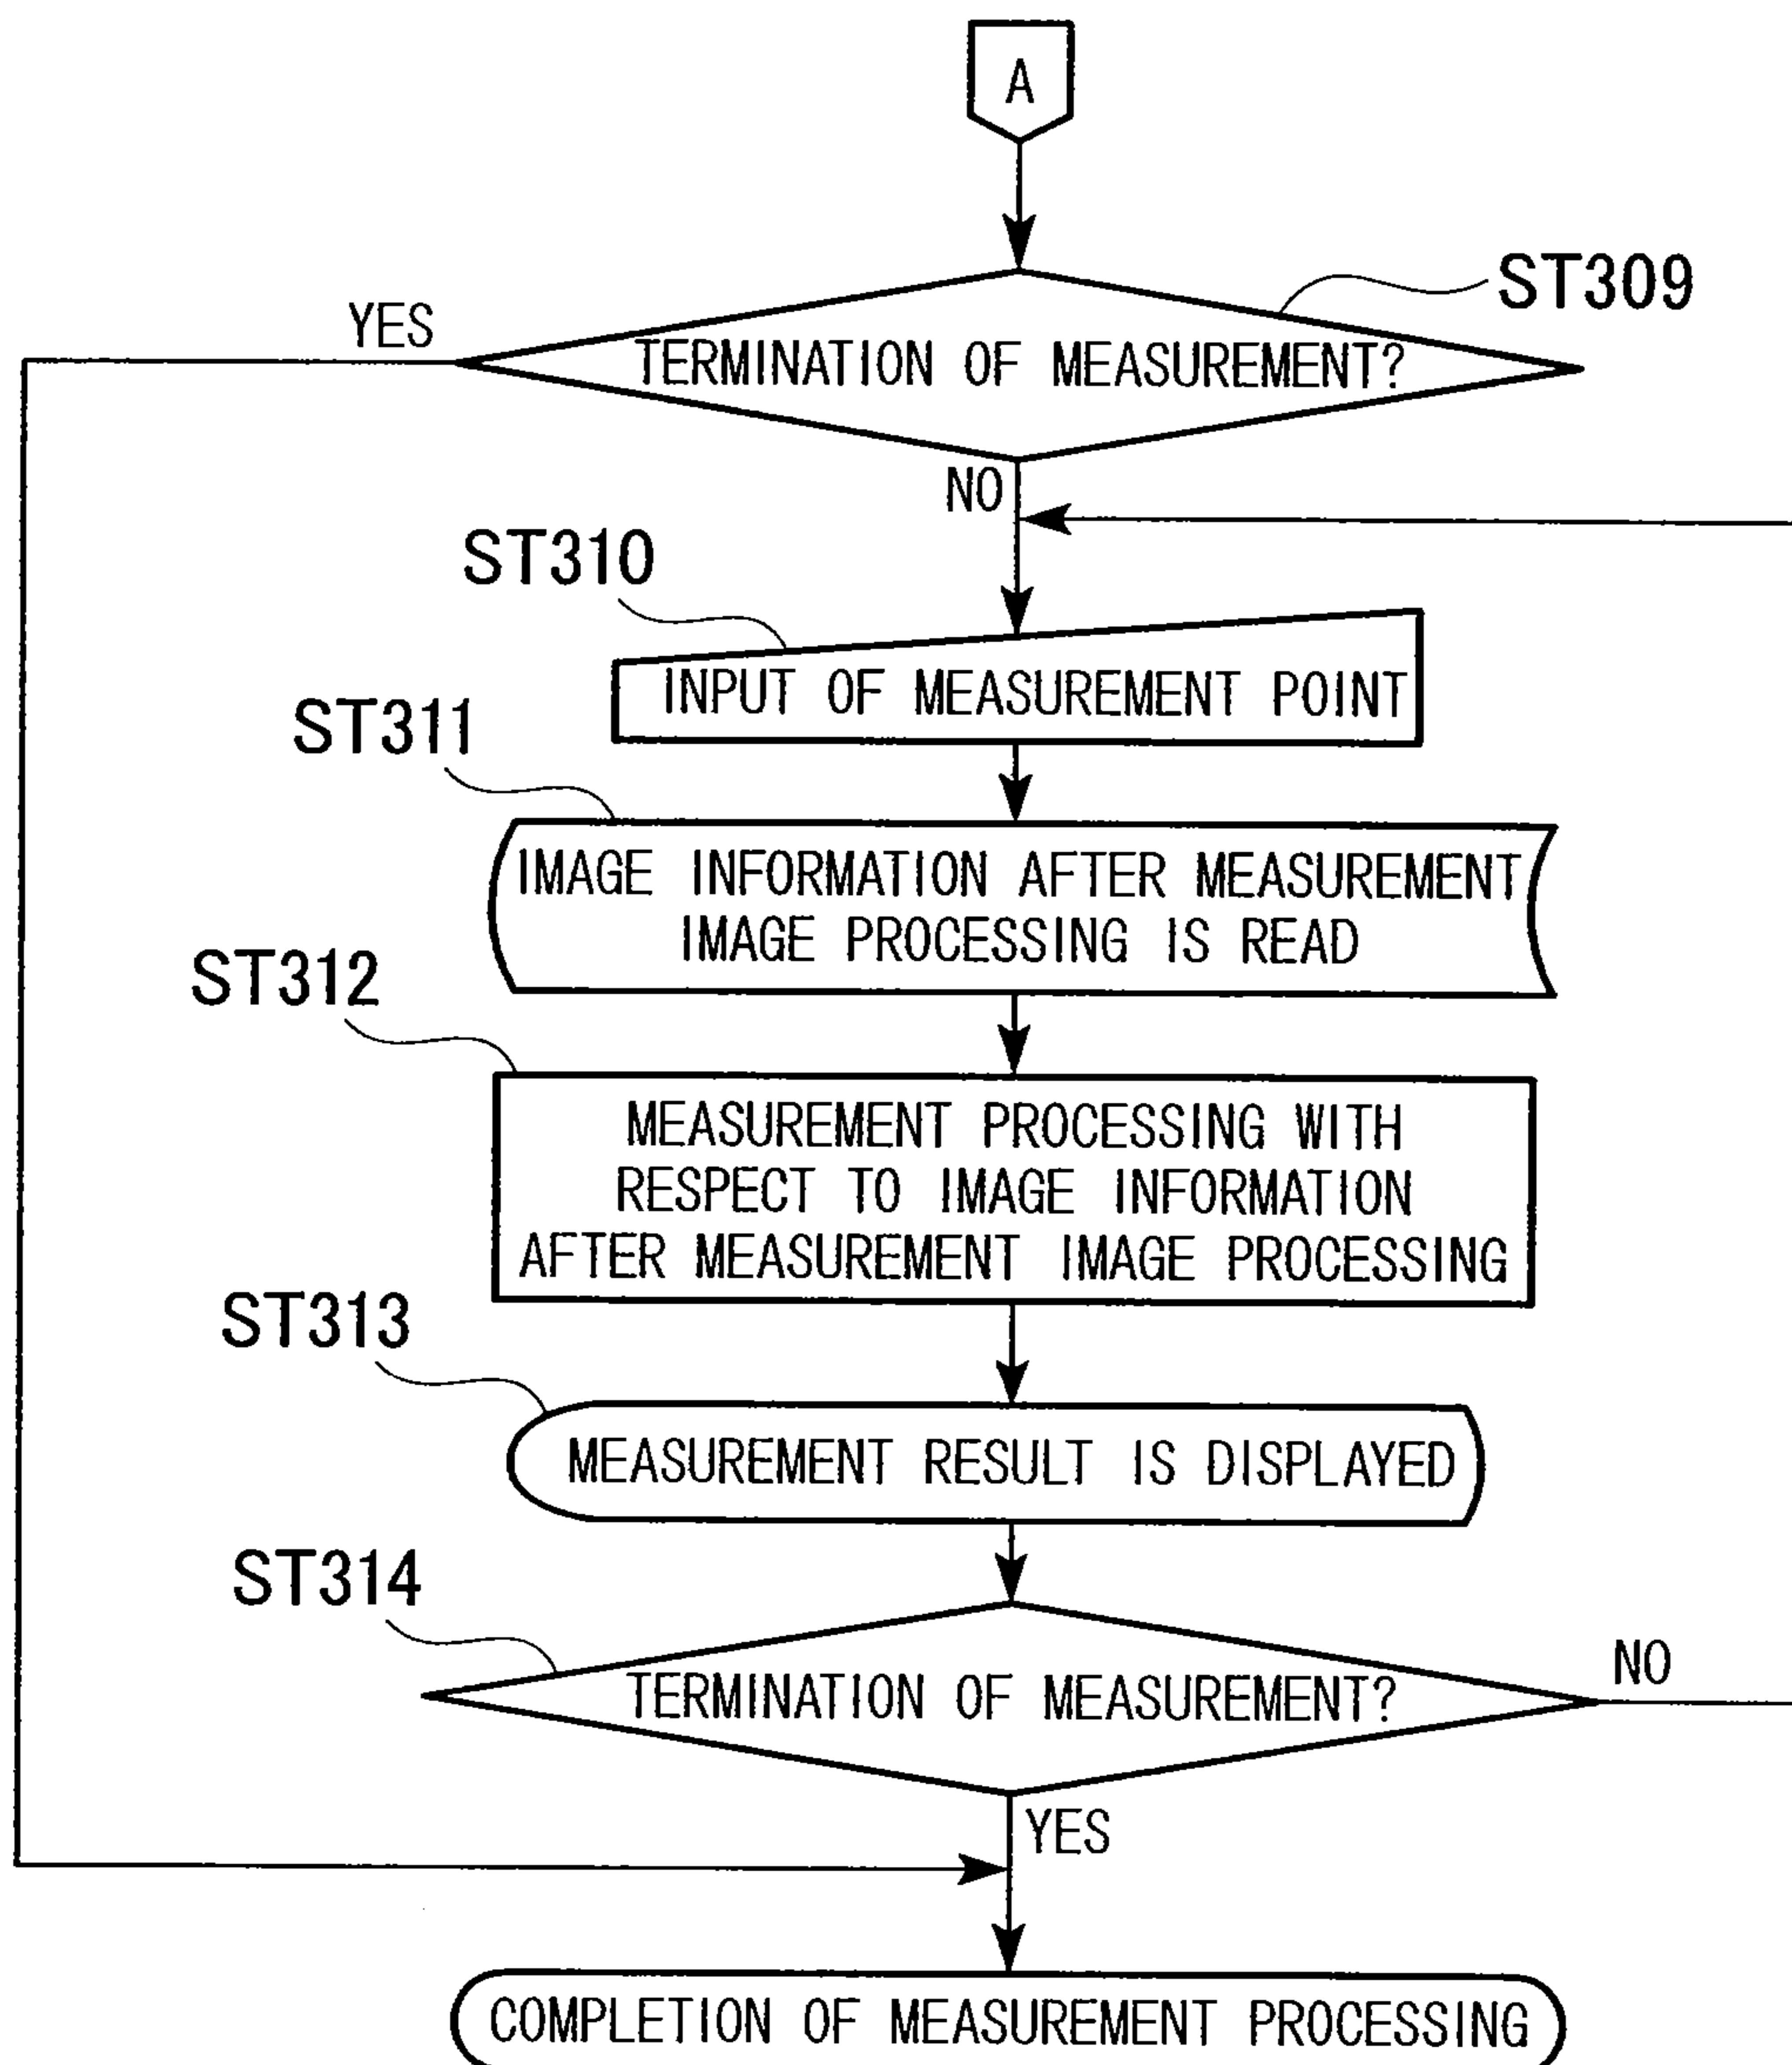 A
ST309
YES
TERMINATION OF MEASUREMENT?
NO
ST310
INPUT OF MEASUREMENT POINT
ST311
IMAGE INFORMATION AFTER MEASUREMENT
IMAGE PROCESSING IS READ
ST312
MEASUREMENT PROCESSING WITH
RESPECT TO IMAGE INFORMATION
AFTER MEASUREMENT IMAGE PROCESSING
ST313
MEASUREMENT RESULT IS DISPLAYED
ST314
TERMINATION OF MEASUREMENT?
NO
YES
COMPLETION OF MEASUREMENT PROCESSING